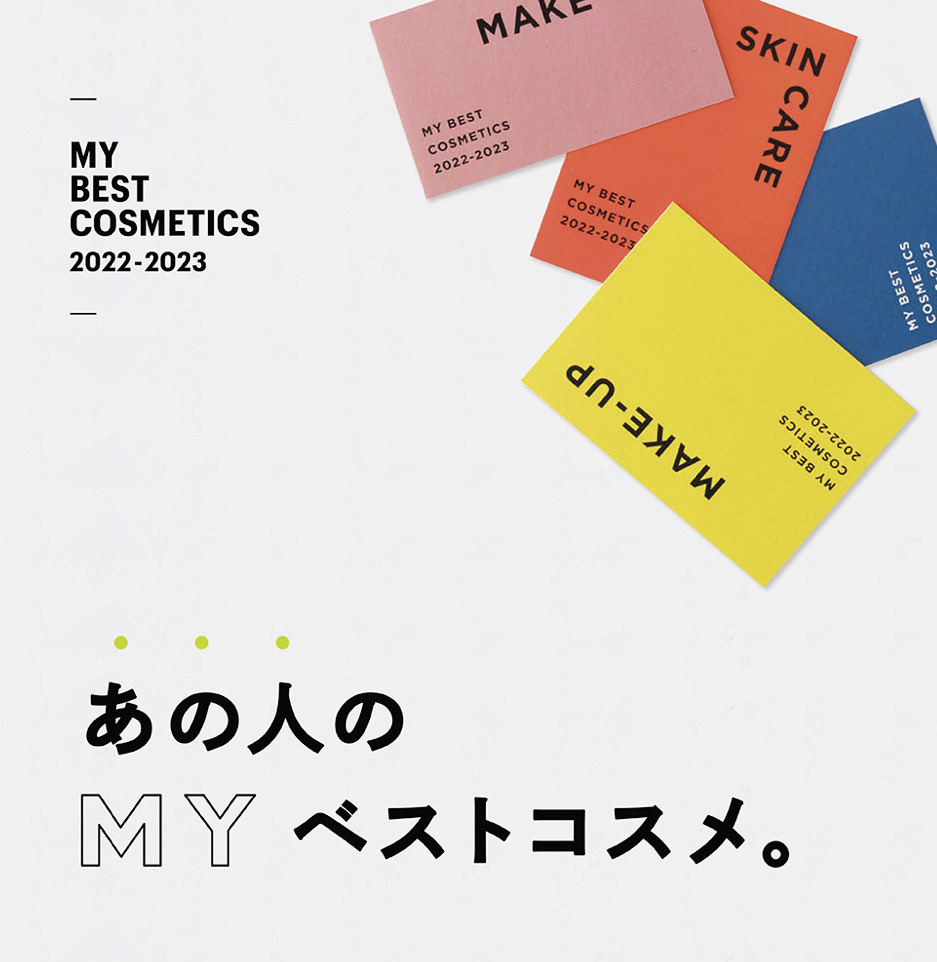 MY
BEST
COSMETICS
2022-2023
MAKE
MY BEST
COSMETICS
2022-2023
SKIN CARE
MY BEST
COSMETICS
2022-2023
MY BEST
COSMETICS
MAKE-UP
MY BEST
COSMETICS
2022-2023
あの人の
MY ベストコスメ。